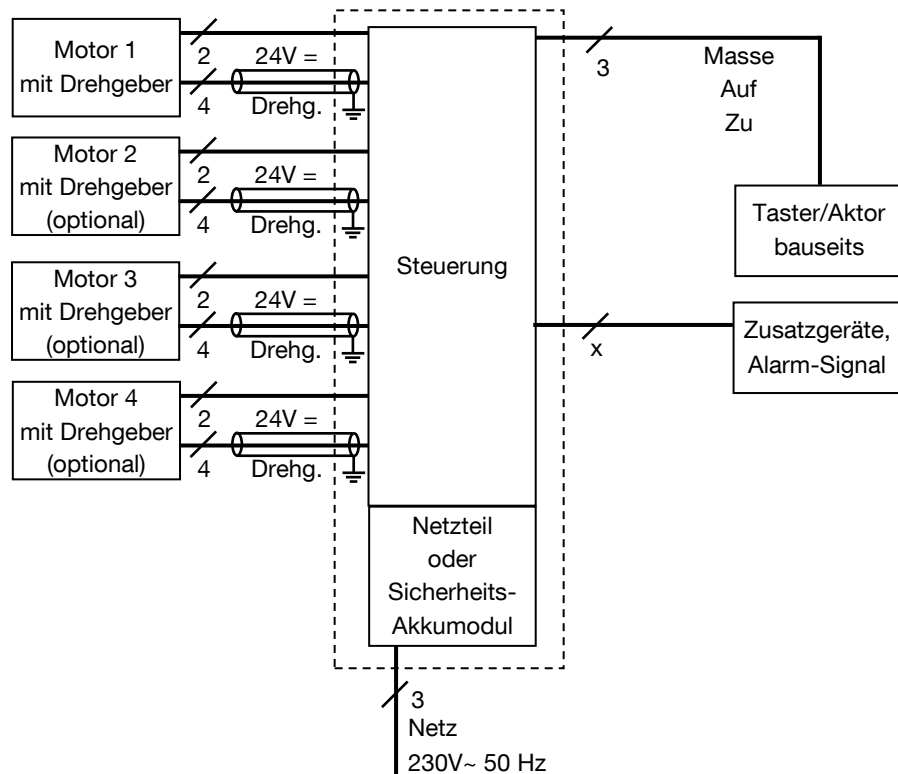 Motor 1
mit Drehgeber
2
24V =
4
Drehg.
Motor 2
mit Drehgeber
(optional)
2
24V =
4
Drehg.
Motor 3
mit Drehgeber
(optional)
2
24V =
4
Drehg.
Motor 4
mit Drehgeber
(optional)
2
24V =
4
Drehg.
Steuerung
Netzteil
oder
Sicherheits-
Akkumodul
3
Netz
230V~ 50 Hz
3
Masse
Auf
Zu
Taster/Aktor
bauseits
x
Zusatzgeräte,
Alarm-Signal